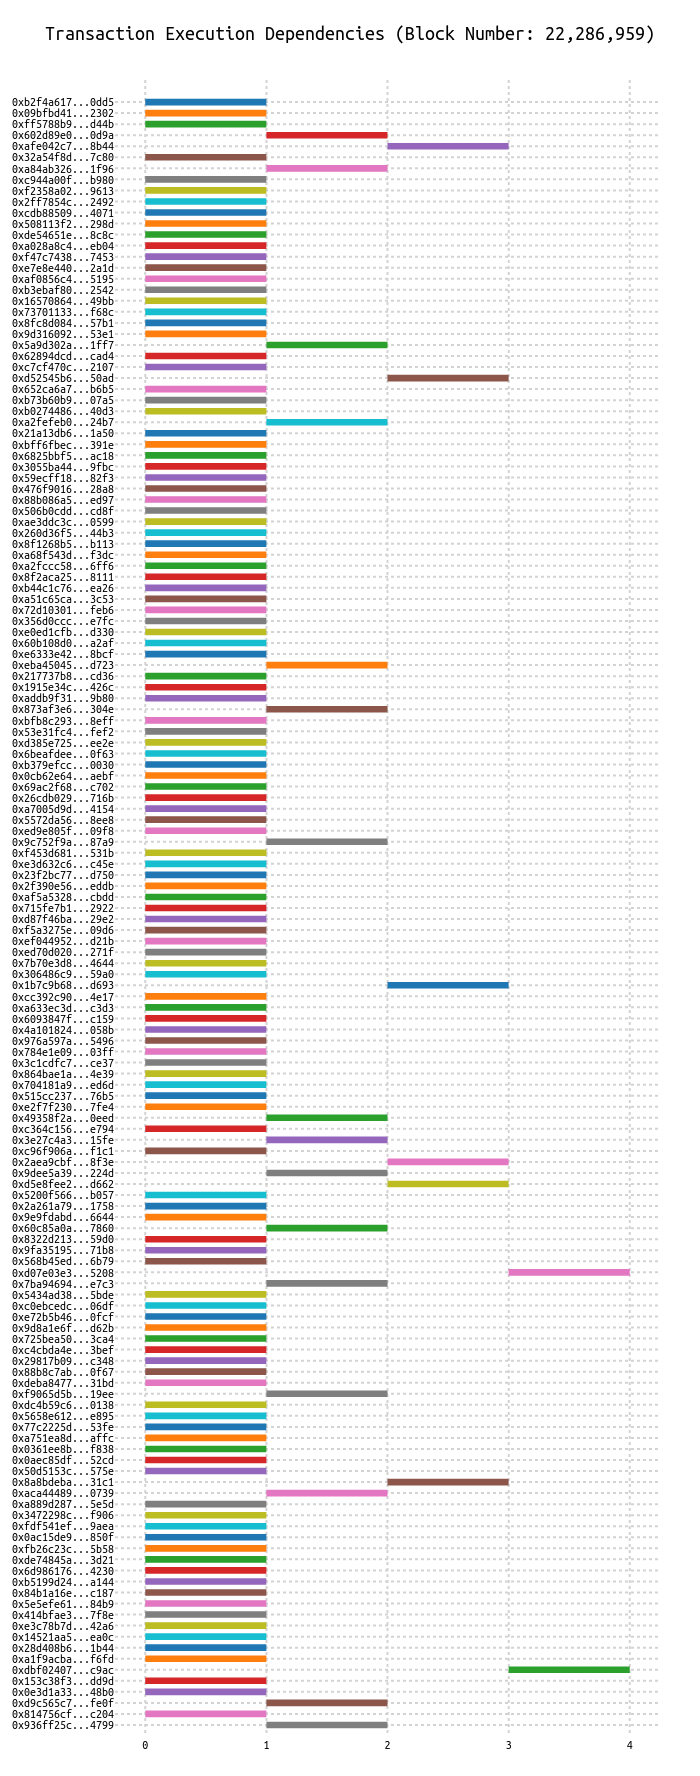 Transaction Execution Dependencies (Block Number: 22,286,959)
0xb2f4a617...0dd5
0x09bfbd41...2302
0xff5788b9...d44b
0x602d89e0...0d9a
0xafe042c7...8b44
0x32a54f8d...7c80
0xa84ab326...1f96
0xc944a00f...b980
0xf2358a02...9613
0x2ff7854c...2492
0xcdb88509...4071
0x508113f2...298d
0xde54651e...8c8c
0xa028a8c4...eb04
0xf47c7438...7453
0xe7e8e440...2a1d
0xaf0856c4...5195
0xb3ebaf80...2542
0x16570864...49bb
0x73701133...f68c
0x8fc8d084...57b1
0x9d316092...53e1
0x5a9d302a...1ff7
0x62894dcd...cad4
0xc7cf470c...2107
0xd52545b6...50ad
0x652ca6a7...b6b5
0xb73b60b9...07a5
0xb0274486...40d3
0xa2fefeb0...24b7
0x21a13db6...1a50
0xbff6fbec...391e
0x6825bbf5...ac18
0x3055ba44...9fbc
0x59ecff18...82f3
0x476f9016...28a8
0x88b086a5...ed97
0x506b0cdd...cd8f
0xae3ddc3c...0599
0x260d36f5...44b3
0x8f1268b5...b113
0xa68f543d...f3dc
0xa2fccc58...6ff6
0x8f2aca25...8111
0xb44c1c76...ea26
0xa51c65ca...3c53
0x72d10301...feb6
0x356d0ccc...e7fc
0xe0ed1cfb...d330
0x60b108d0...a2af
0xe6333e42...8bcf
0xeba45045...d723
0x217737b8...cd36
0x1915e34c...426c
0xaddb9f31...9b80
0x873af3e6...304e
0xbfb8c293...8eff
0x53e31fc4...fef2
0xd385e725...ee2e
0x6beafdee...0f63
0xb379efcc...0030
0x0cb62e64...aebf
0x69ac2f68...c702
0x26cdb029...716b
0xa7005d9d...4154
0x5572da56...8ee8
0xed9e805f...09f8
0x9c752f9a...87a9
0xf453d681...531b
0xe3d632c6...c45e
0x23f2bc77...d750
0x2f390e56...eddb
0xaf5a5328...cbdd
0x715fe7b1...2922
0xd87f46ba...29e2
0xf5a3275e...09d6
0xef044952...d21b
0xed70d020...271f
0x7b70e3d8...4644
0x306486c9...59a0
0x1b7c9b68...d693
0xcc392c90...4e17
0xa633ec3d...c3d3
0x6093847f...c159
0x4a101824...058b
0x976a597a...5496
0x784e1e09...03ff
0x3c1cdfc7...ce37
0x864bae1a...4e39
0x704181a9...ed6d
0x515cc237...76b5
0xe2f7f230...7fe4
0x49358f2a...0eed
0xc364c156...e794
0x3e27c4a3...15fe
0xc96f906a...f1c1
0x2aea9cbf...8f3e
0x9dee5a39...224d
0xd5e8fee2...d662
0x5200f566...b057
0x2a261a79...1758
0x9e9fdabd...6644
0x60c85a0a...7860
0x8322d213...59d0
0x9fa35195...71b8
0x568b45ed...6b79
0xd07e03e3...5208
0x7ba94694...e7c3
0x5434ad38...5bde
0xc0ebcedc...06df
0xe72b5b46...0fcf
0x9d8a1e6f...d62b
0x725bea50...3ca4
0xc4cbda4e...3bef
0x29817b09...c348
0x88b8c7ab...0f67
0xdeba8477...31bd
0xf9065d5b...19ee
0xdc4b59c6...0138
0x5658e612...e895
0x77c2225d...53fe
0xa751ea8d...affc
0x0361ee8b...f838
0x0aec85df...52cd
0x50d5153c...575e
0x8a8bdeba...31c1
0xaca44489...0739
0xa889d287...5e5d
0x3472298c...f906
0xfdf541ef...9aea
0x0ac15de9...850f
0xfb26c23c...5b58
0xde74845a...3d21
0x6d986176...4230
0xb5199d24...a144
0x84b1a16e...c187
0x5e5efe61...84b9
0x414bfae3...7f8e
0xe3c78b7d...42a6
0x14521aa5...ea0c
0x28d408b6...1b44
0xa1f9acba...f6fd
0xdbf02407...c9ac
0x153c38f3...dd9d
0x0e3d1a33...48b0
0xd9c565c7...fe0f
0x814756cf...c204
0x936ff25c...4799
0 1 2 3 4